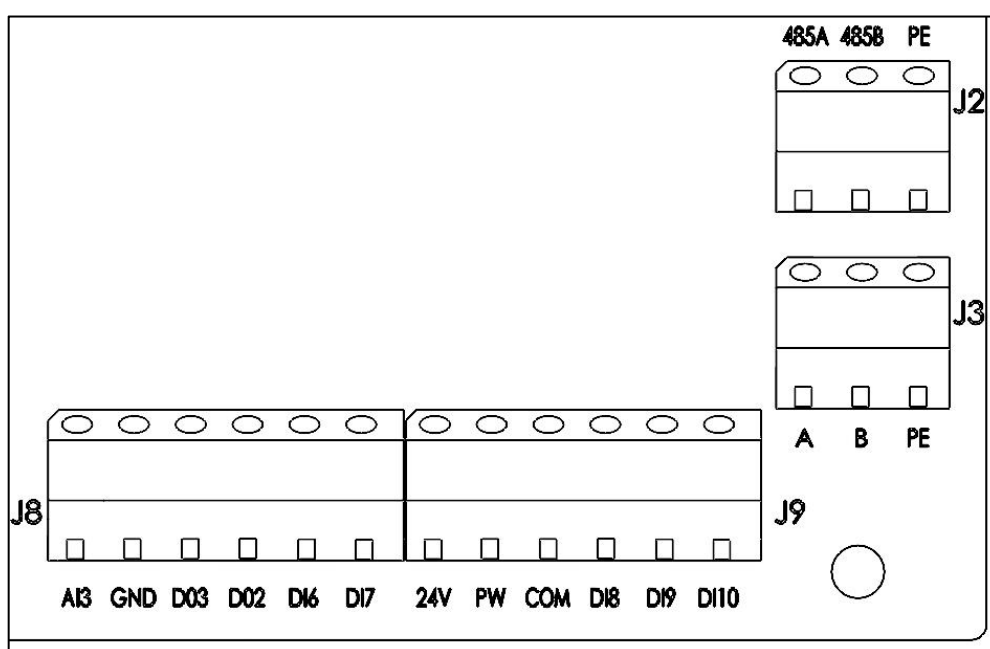 485A 485B PE
J2
J3
A B PE
J8
J9
AI3 GND D03 D02 DI6 DI7 24V PW COM DI8 DI9 DI10